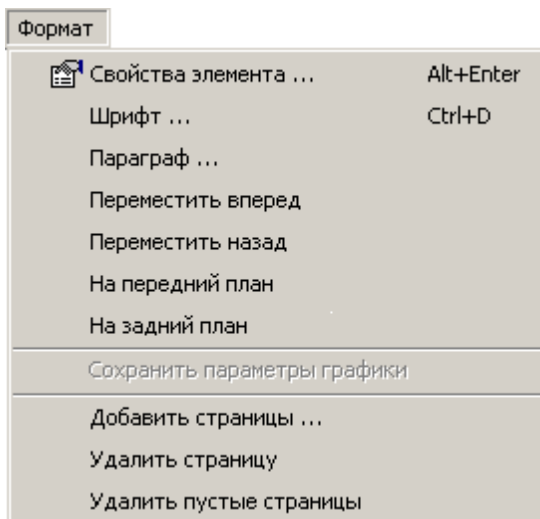 Формат
Свойства элемента ... Alt+Enter
Шрифт ... Ctrl+D
Параграф ...
Переместить вперед
Переместить назад
На передний план
На задний план
Сохранить параметры графики
Добавить страницы ...
Удалить страницу
Удалить пустые страницы